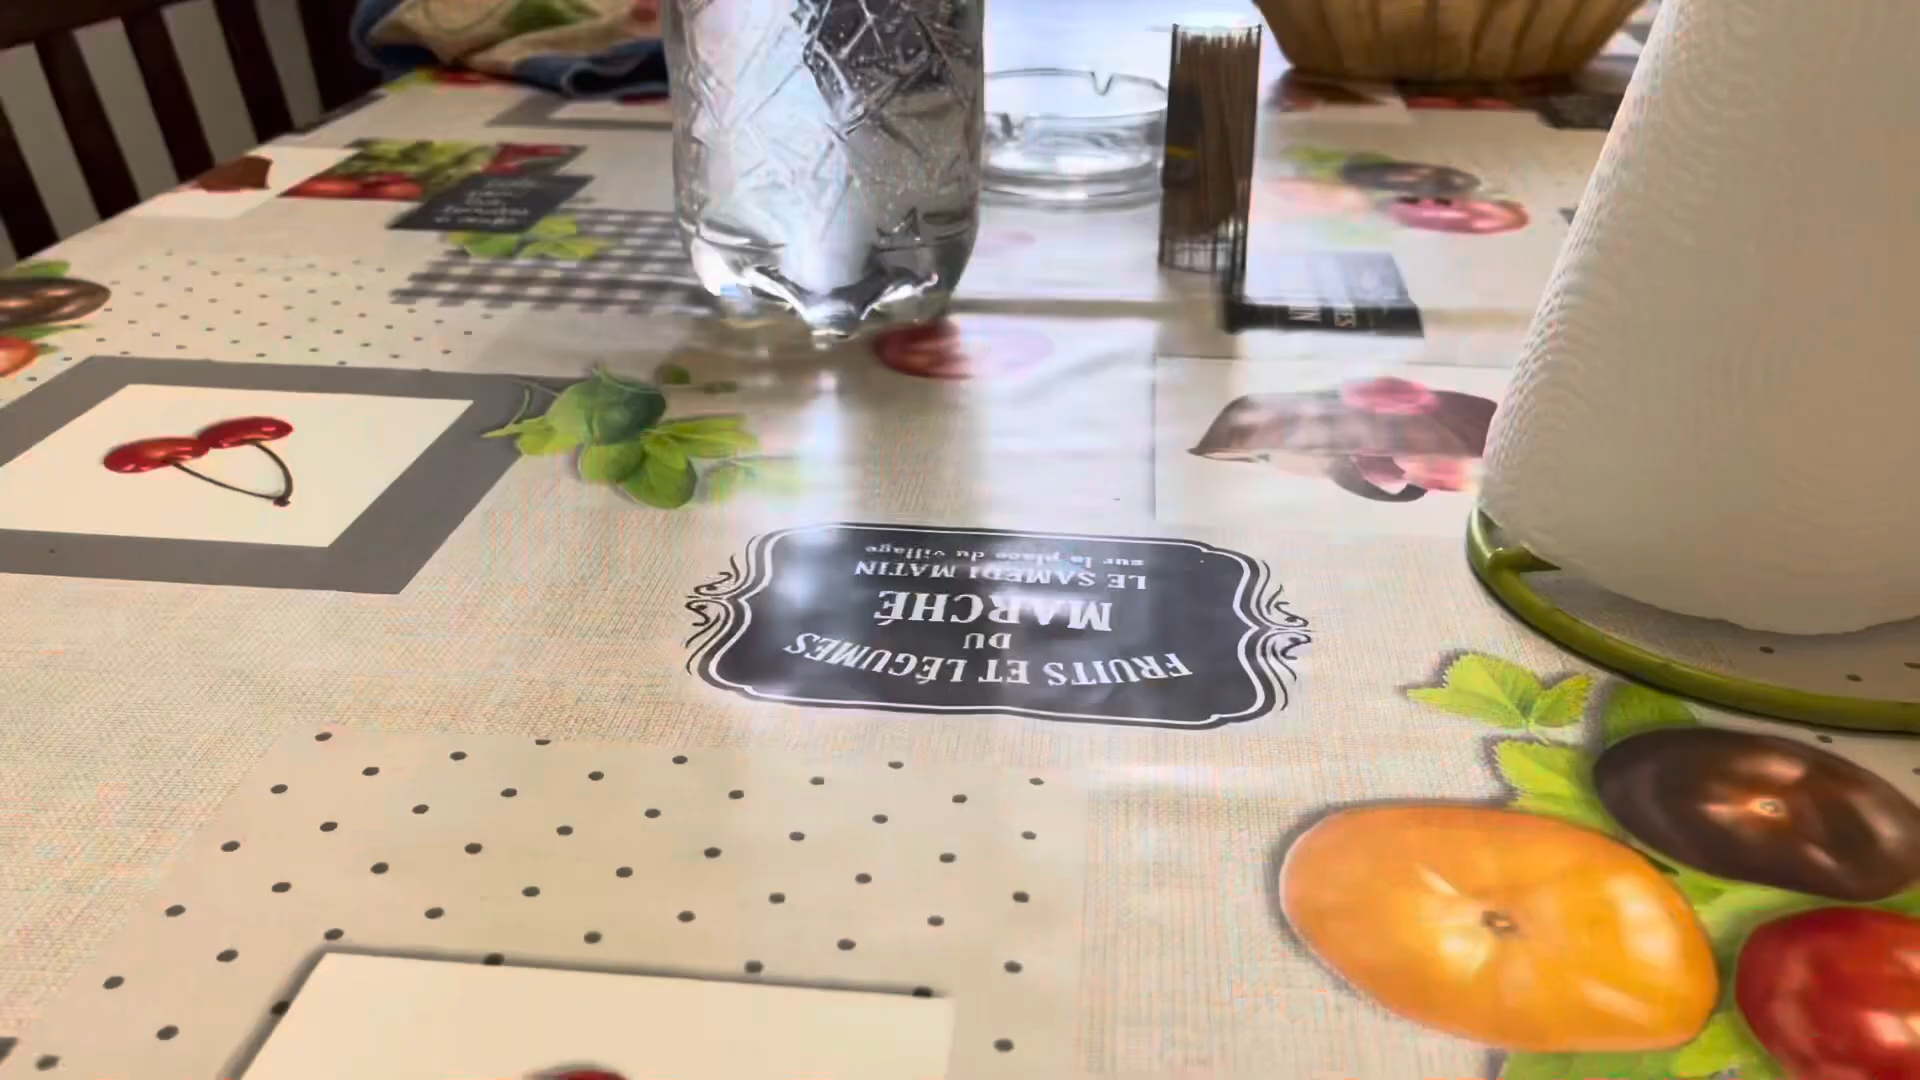 FRUITS ET LÉGUMES
DU
MARCHÉ
LE SAMEDI MATIN
sur la place du village